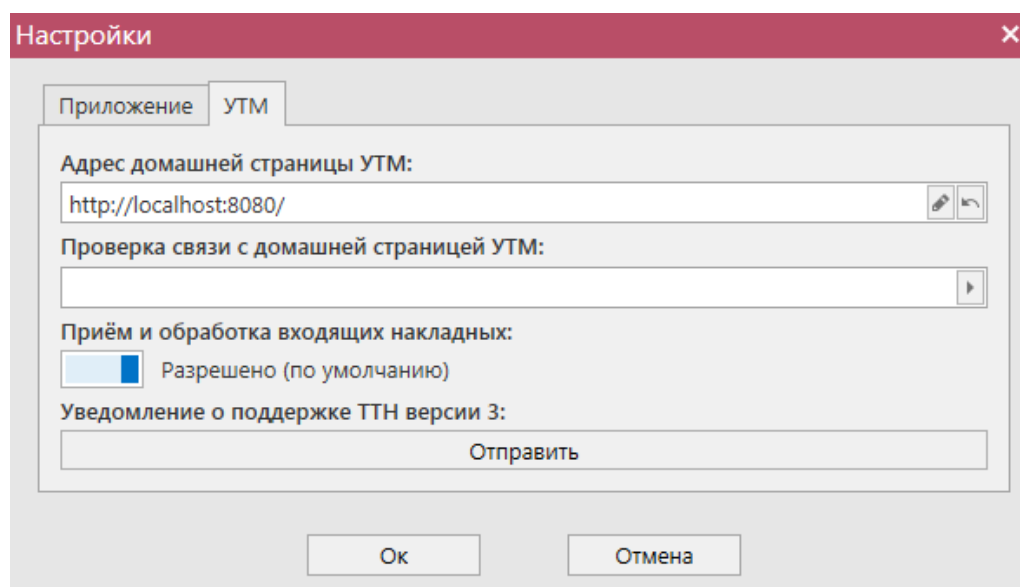 Настройки
Приложение УТМ
Адрес домашней страницы УТМ:
http://localhost:8080/
Проверка связи с домашней страницей УТМ:
Приём и обработка входящих накладных:
Разрешено (по умолчанию)
Уведомление о поддержке ТТН версии 3:
Отправить
Ок Отмена